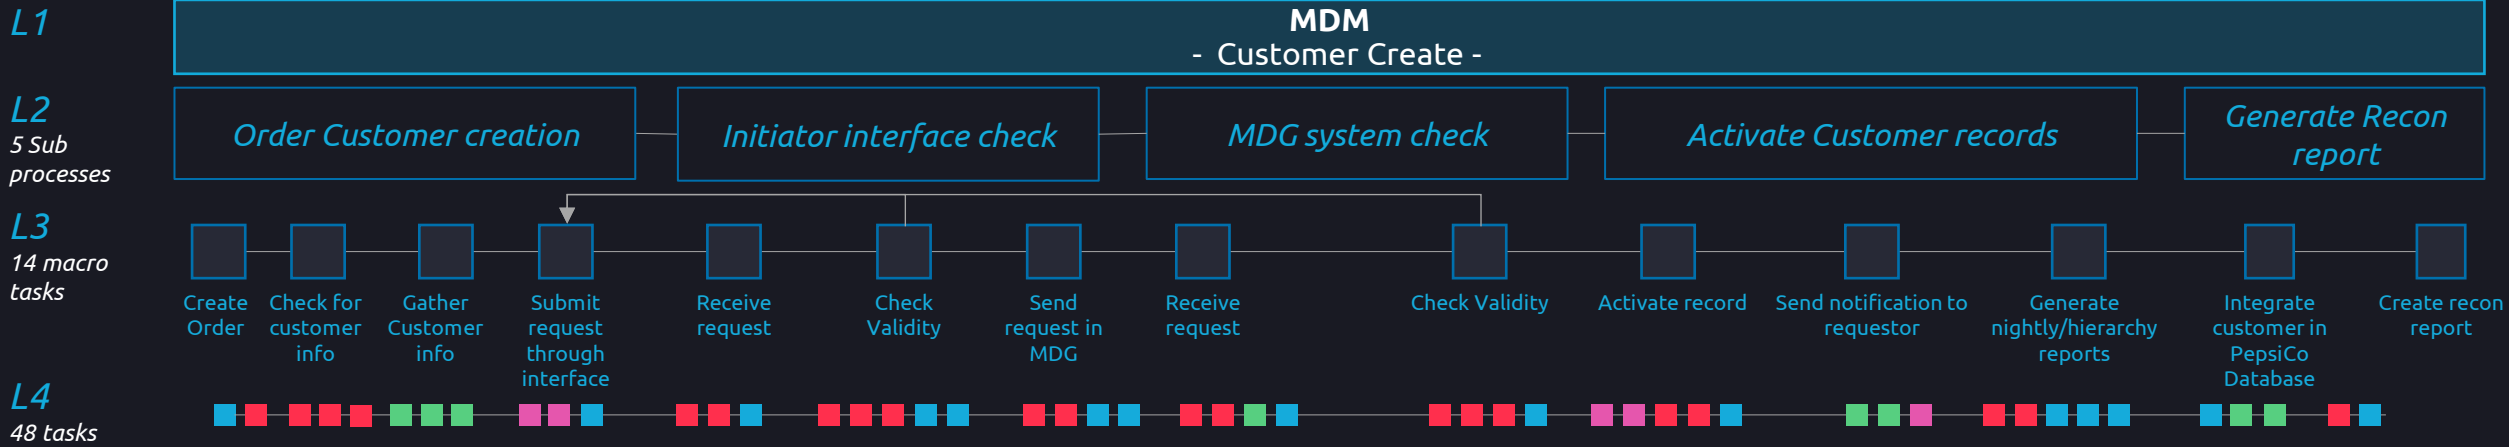 L1
MDM
- Customer Create -
L2
5 Sub
processes
Order Customer creation
Initiator interface check
MDG system check
Activate Customer records
Generate Recon
report
L3
14 macro
tasks
Create
Order
Check for
customer
info
Gather
Customer
info
Submit
request
through
interface
Receive
request
Check
Validity
Send
request in
MDG
Receive
request
Check Validity
Activate record
Send notification to
requestor
Generate
nightly/hierarchy
reports
Integrate
customer in
PepsiCo
Database
Create recon
report
L4
48 tasks